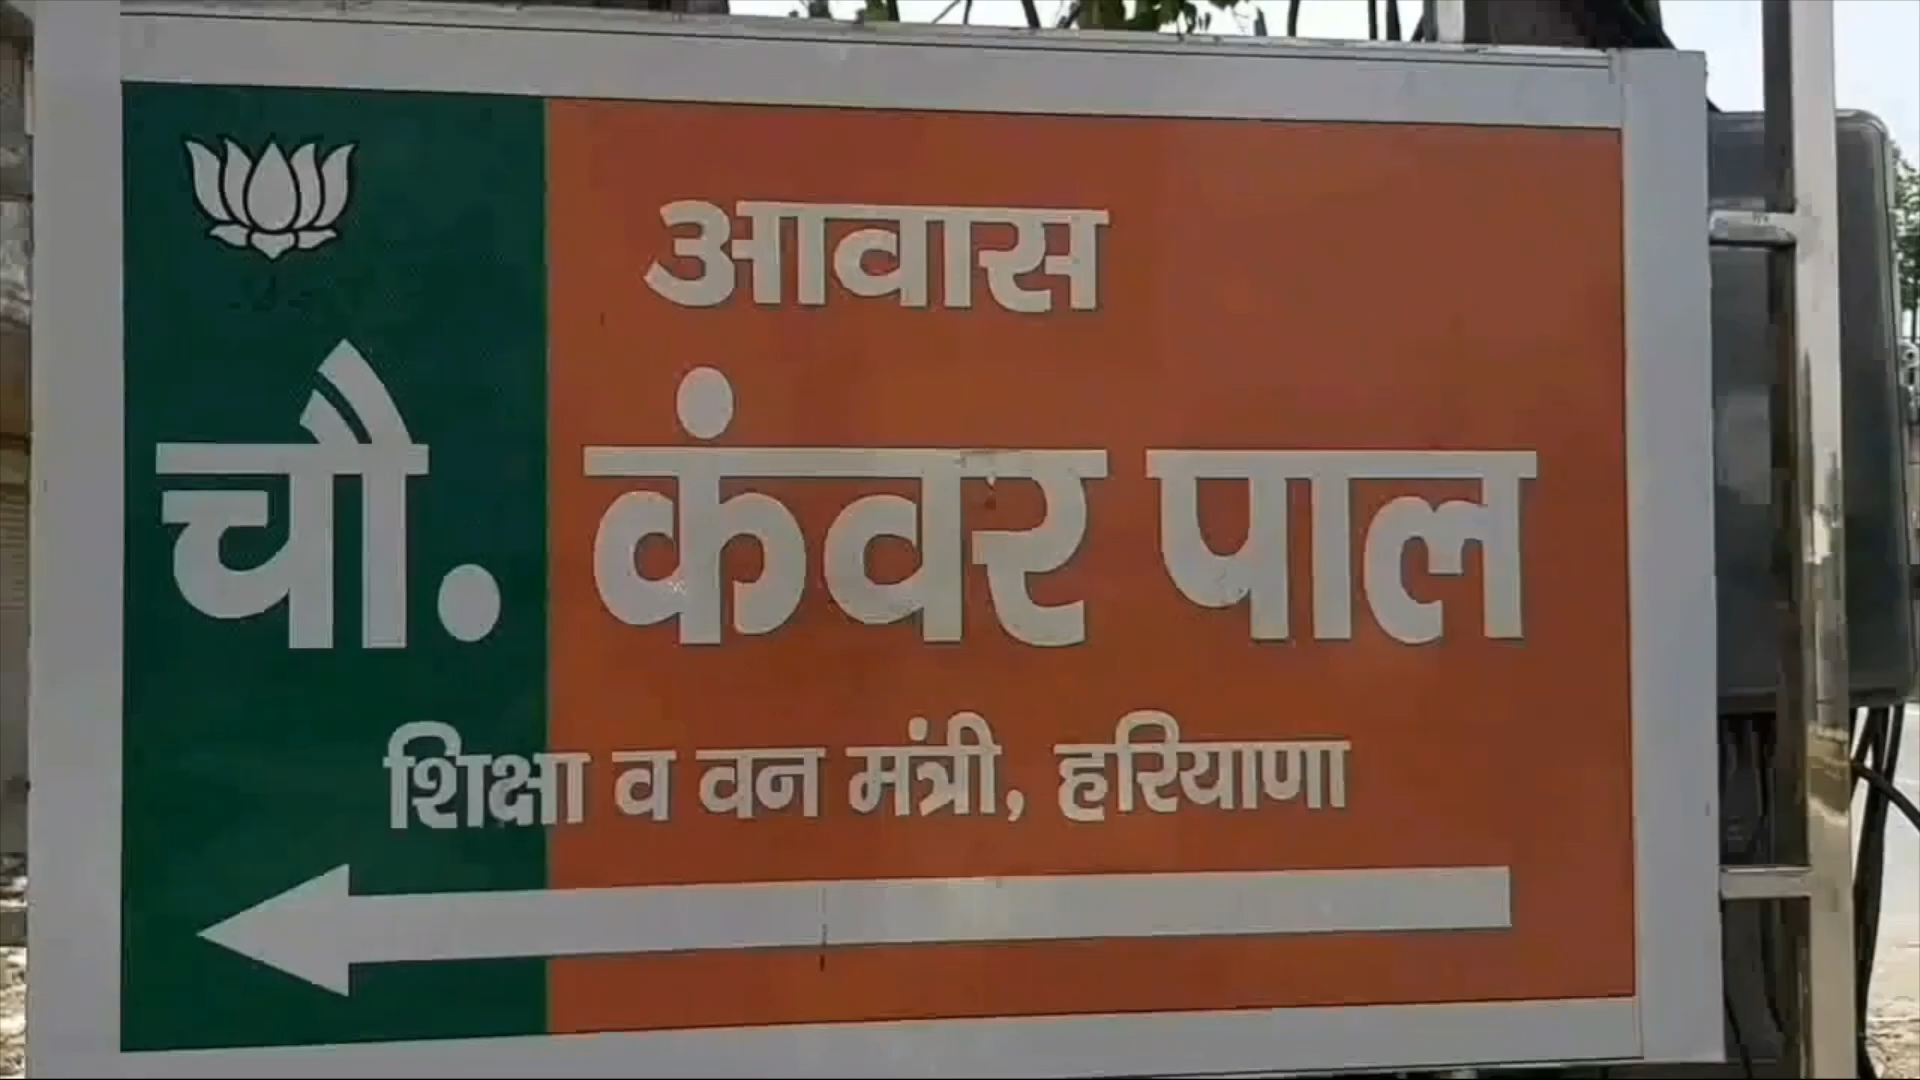 आवास
चौ. कंवर पाल
शिक्षा व वन मंत्री, हरियाणा